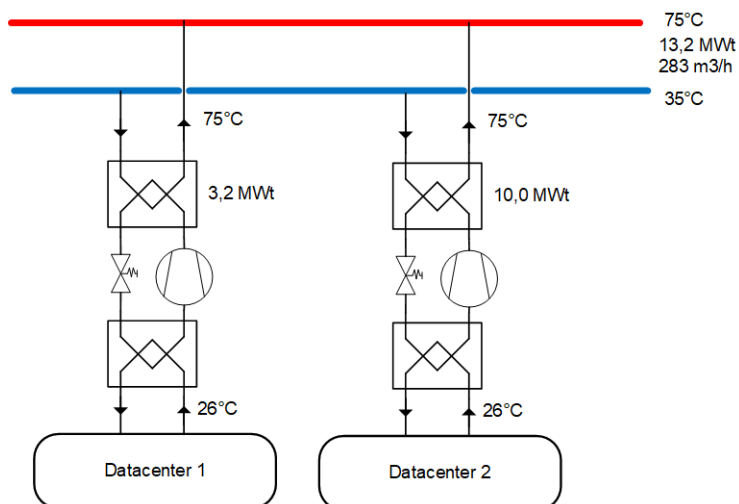 75°C
13,2 MWt
283 m3/h
35°C
75°C
75°C
3,2 MWt
10,0 MWt
26°C
26°C
Datacenter 1
Datacenter 2